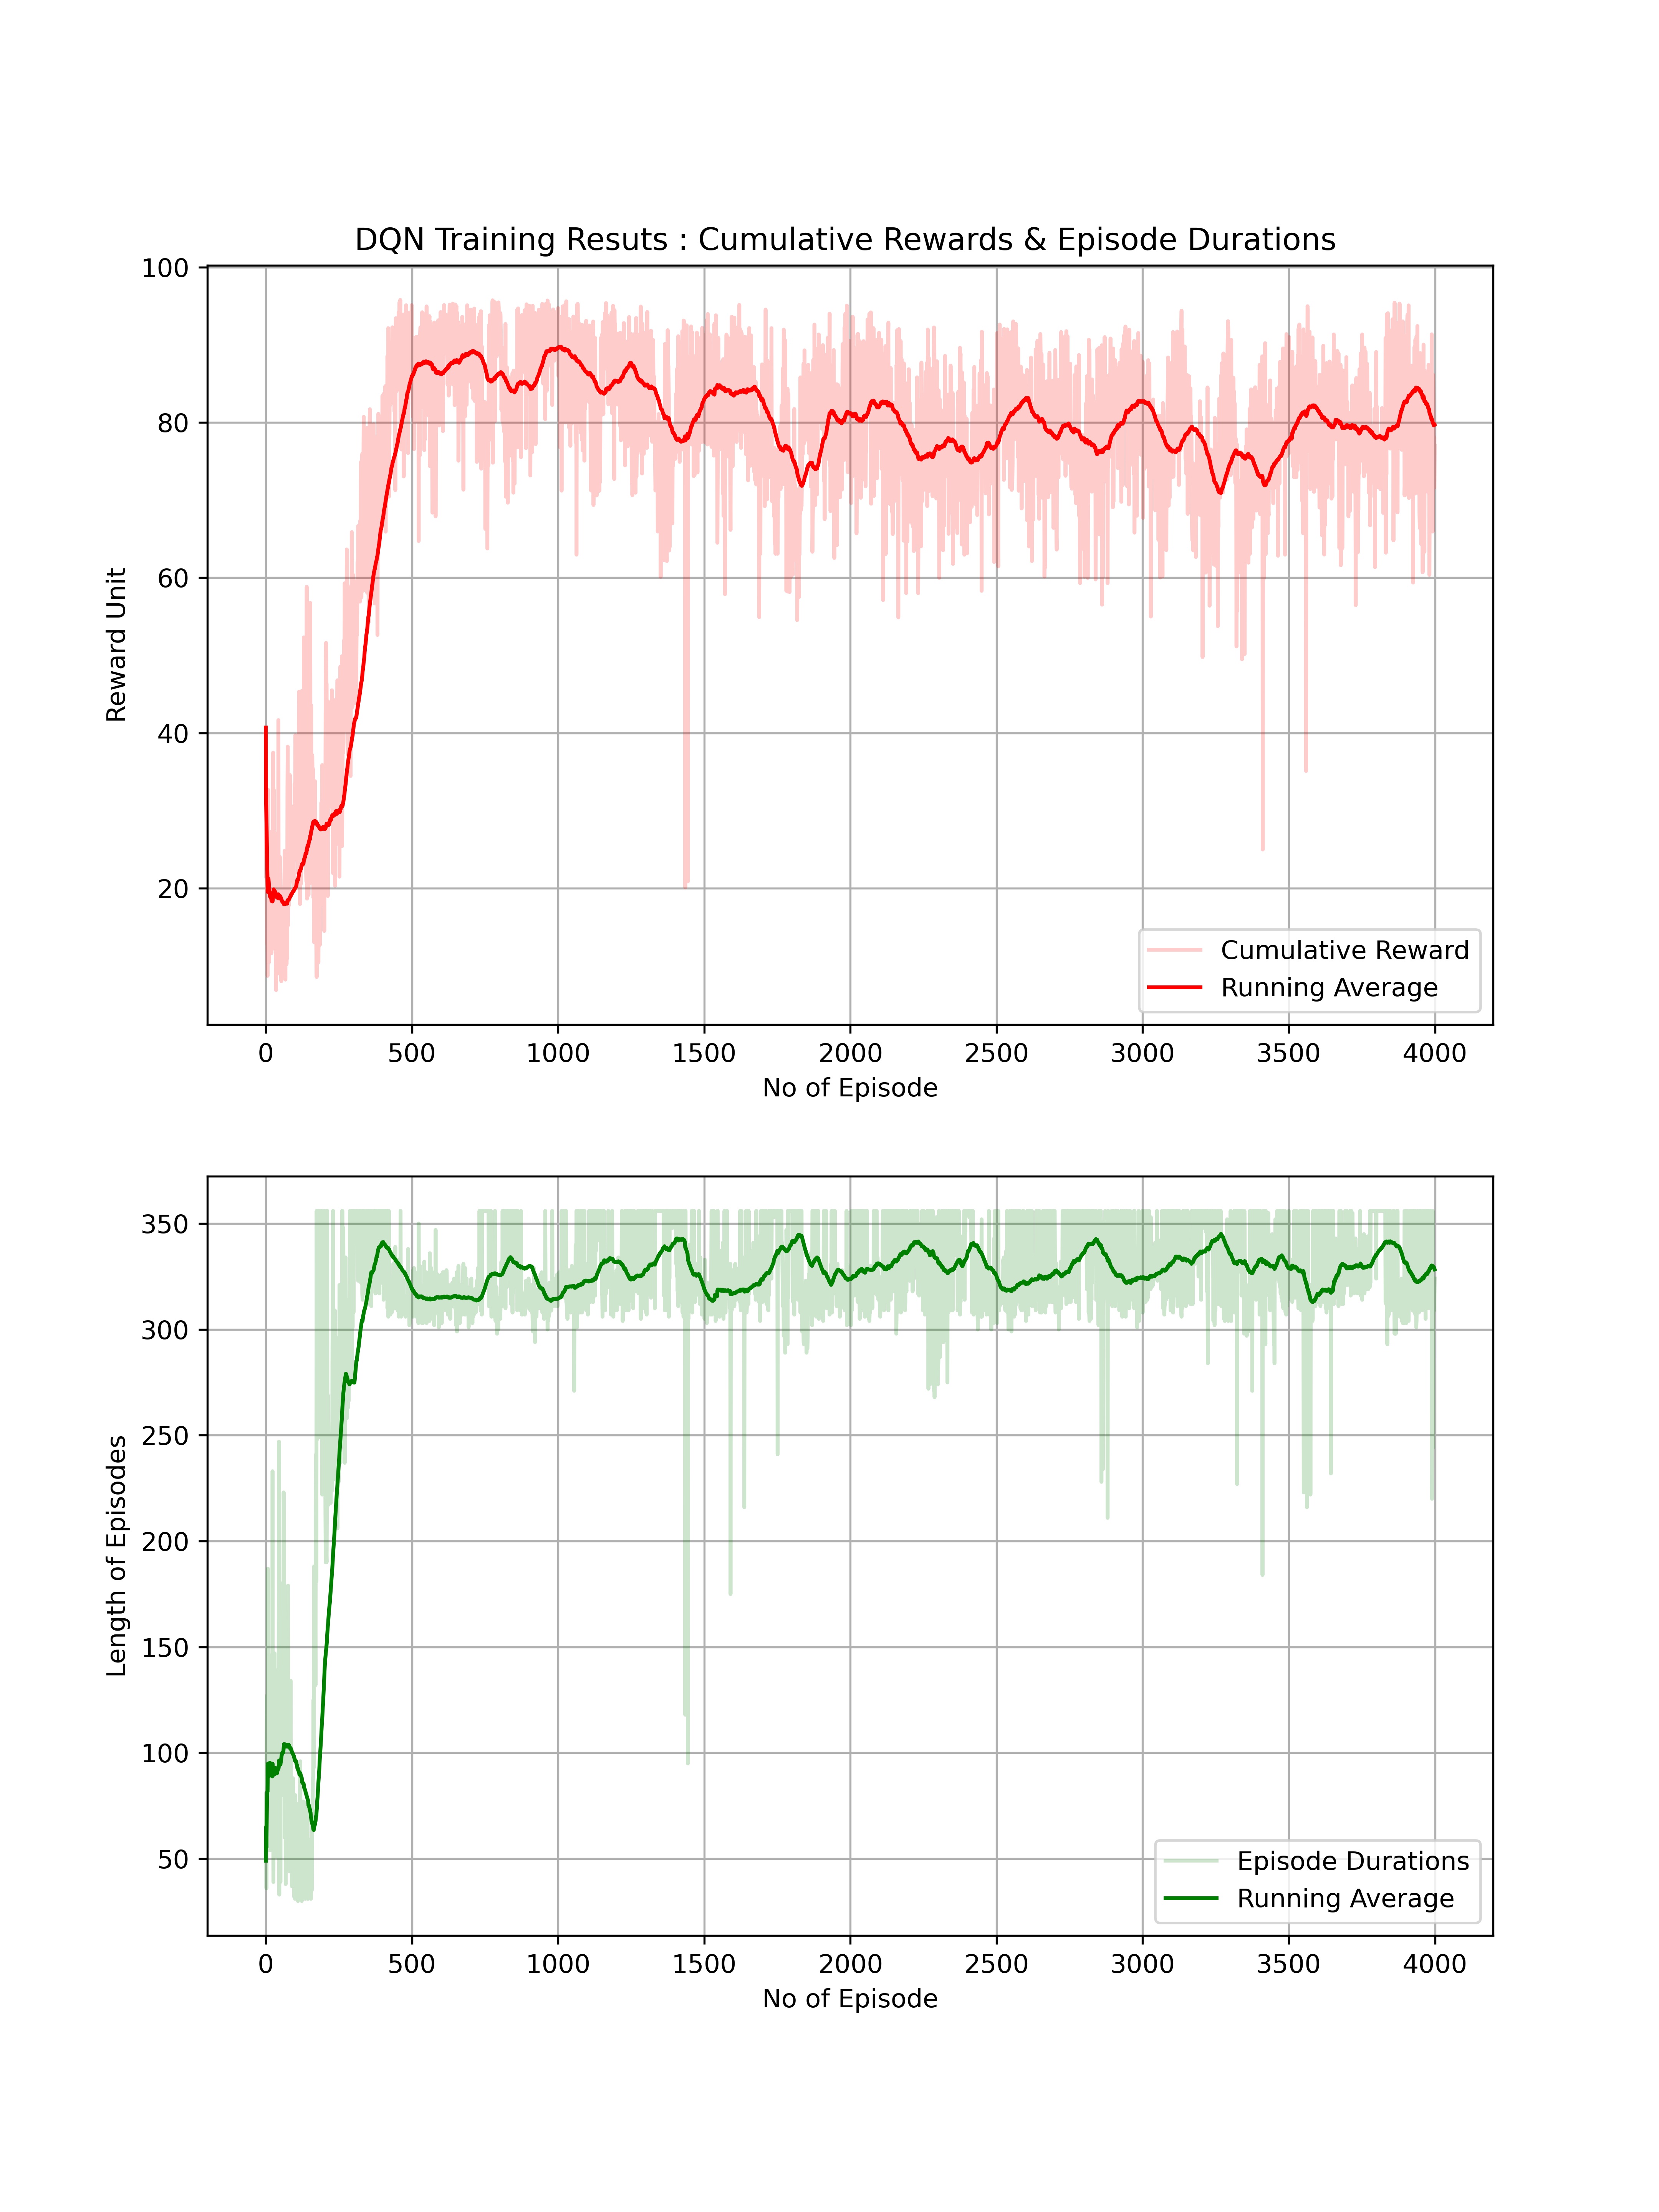 DQN Training Resuts : Cumulative Rewards & Episode Durations
100
80
60
40
20
Reward Unit
Cumulative Reward
Running Average
0 500 1000 1500 2000 2500 3000 3500 4000
No of Episode
350
300
250
200
150
100
50
Length of Episodes
Episode Durations
Running Average
0 500 1000 1500 2000 2500 3000 3500 4000
No of Episode